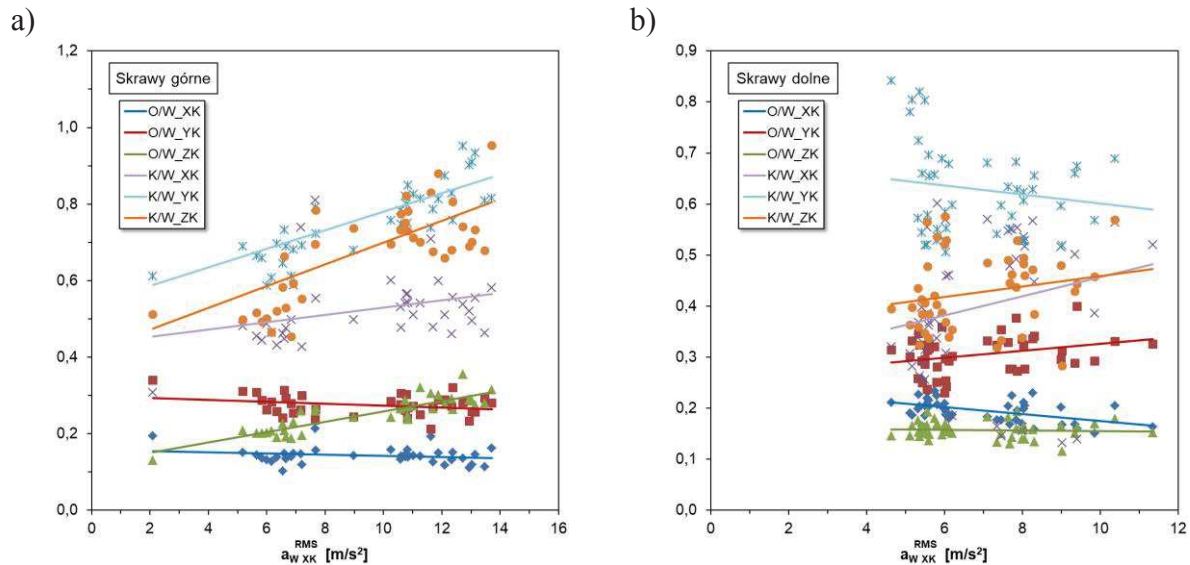 a)
1,2
1,0
0,8
0,6
0,4
0,2
0,0
0 2 4 6 8 10 12 14 16
Skrawy górne
O/W_XK
O/W_YK
O/W_ZK
K/W_XK
K/W_YK
K/W_ZK
a W XK RMS [m/s²]
b)
0,9
0,8
0,7
0,6
0,5
0,4
0,3
0,2
0,1
0,0
0 2 4 6 8 10 12
Skrawy dolne
O/W_XK
O/W_YK
O/W_ZK
K/W_XK
K/W_YK
K/W_ZK
a W XK RMS [m/s²]